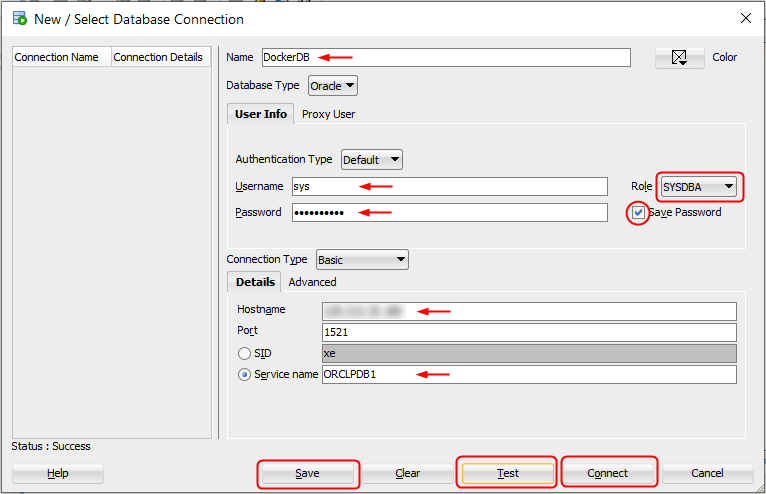 New / Select Database Connection
Connection Name Connection Details
Name DockerDB Color
Database Type Oracle
User Info Proxy User
Authentication Type Default
Username sys Role SYSDBA
Password •••••••••• Save Password
Connection Type Basic
Details Advanced
Hostname
Port 1521
SID xe
Service name ORCLPDB1
Status : Success
Help Save Clear Test Connect Cancel